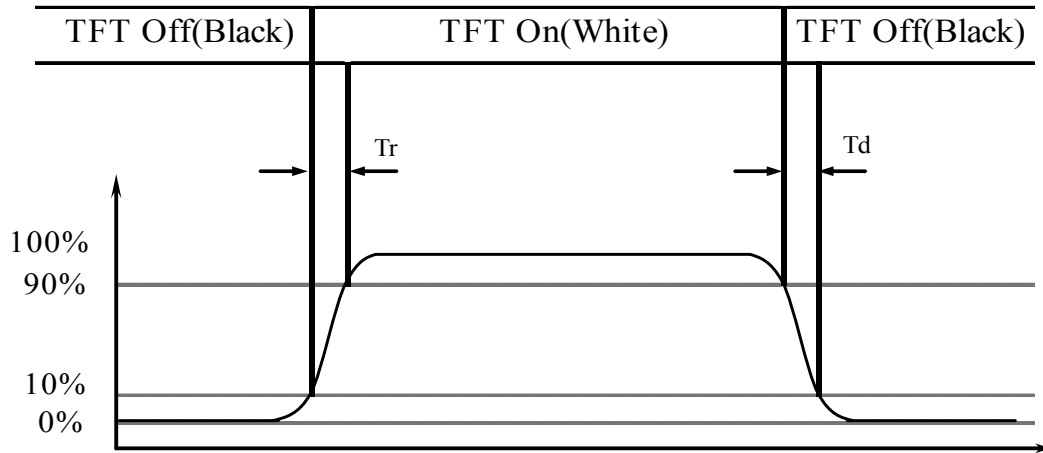 TFT Off(Black) TFT On(White) TFT Off(Black)
Tr Td
100%
90%
10%
0%